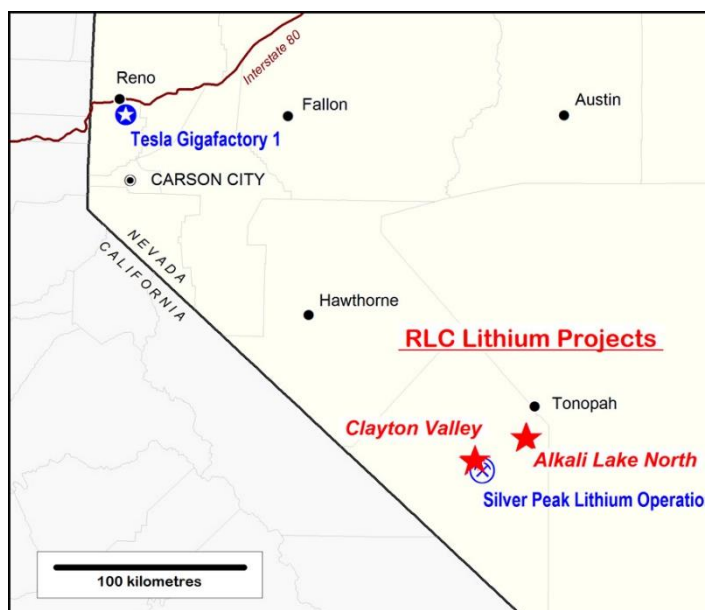 Interstate 80
Reno
Fallon
Austin
Tesla Gigafactory 1
CARSON CITY
NEVADA
CALIFORNIA
Hawthorne
RLC Lithium Projects
Tonopah
Clayton Valley
Alkali Lake North
Silver Peak Lithium Operatio
100 kilometres